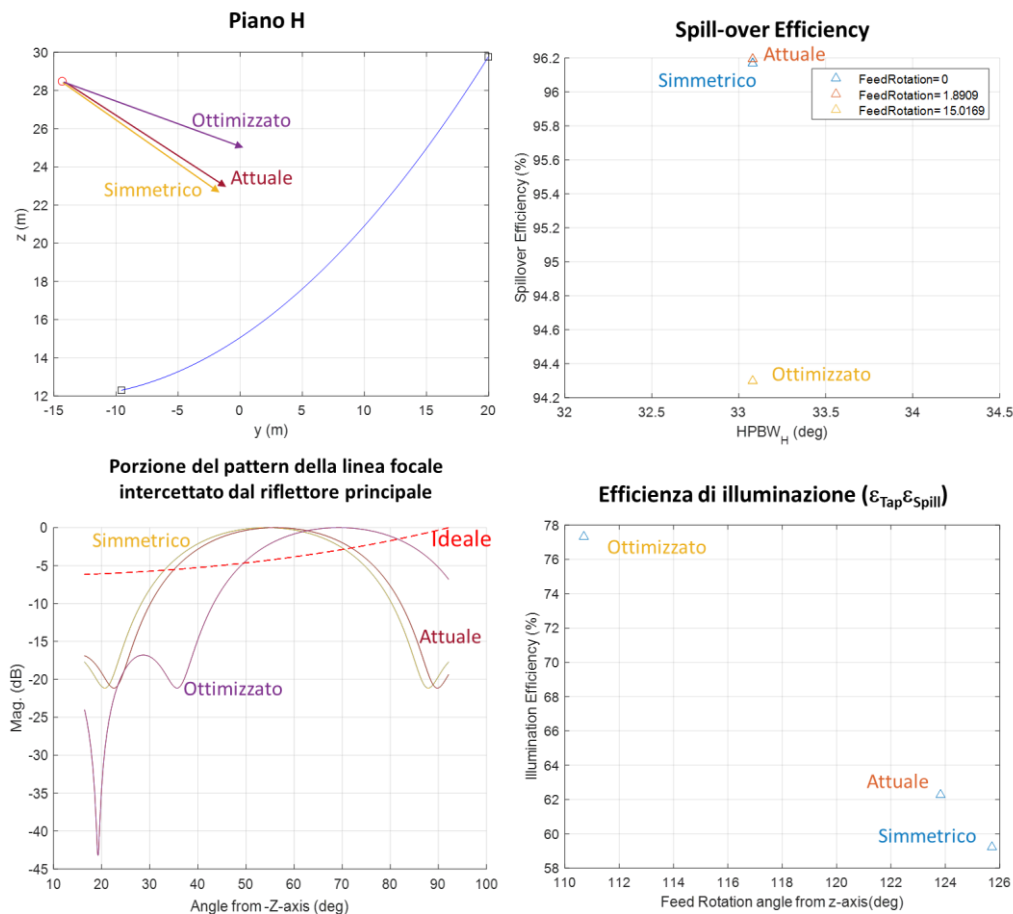 Piano H
30
28
26
24
22
20
18
16
14
12
z (m)
Ottimizzato
Attuale
Simmetrico
-15
-10
-5
0
5
10
15
20
y (m)
Spill-over Efficiency
96.2
96
95.8
95.6
95.4
95.2
95
94.8
94.6
94.4
94.2
Spillover Efficiency (%)
Attuale
Simmetrico
FeedRotation= 0
FeedRotation= 1.8909
FeedRotation= 15.0169
Ottimizzato
32
32.5
33
33.5
34
34.5
HPBW_H (deg)
Porzione del pattern della linea focale
intercettato dal riflettore principale
0
-5
-10
-15
-20
-25
-30
-35
-40
-45
Mag. (dB)
Simmetrico
Ideale
Attuale
Ottimizzato
10
20
30
40
50
60
70
80
90
100
Angle from -Z-axis (deg)
Efficienza di illuminazione (εTapεSpill)
78
76
74
72
70
68
66
64
62
60
58
Illumination Efficiency (%)
Ottimizzato
Attuale
Simmetrico
110
112
114
116
118
120
122
124
126
Feed Rotation angle from z-axis(deg)